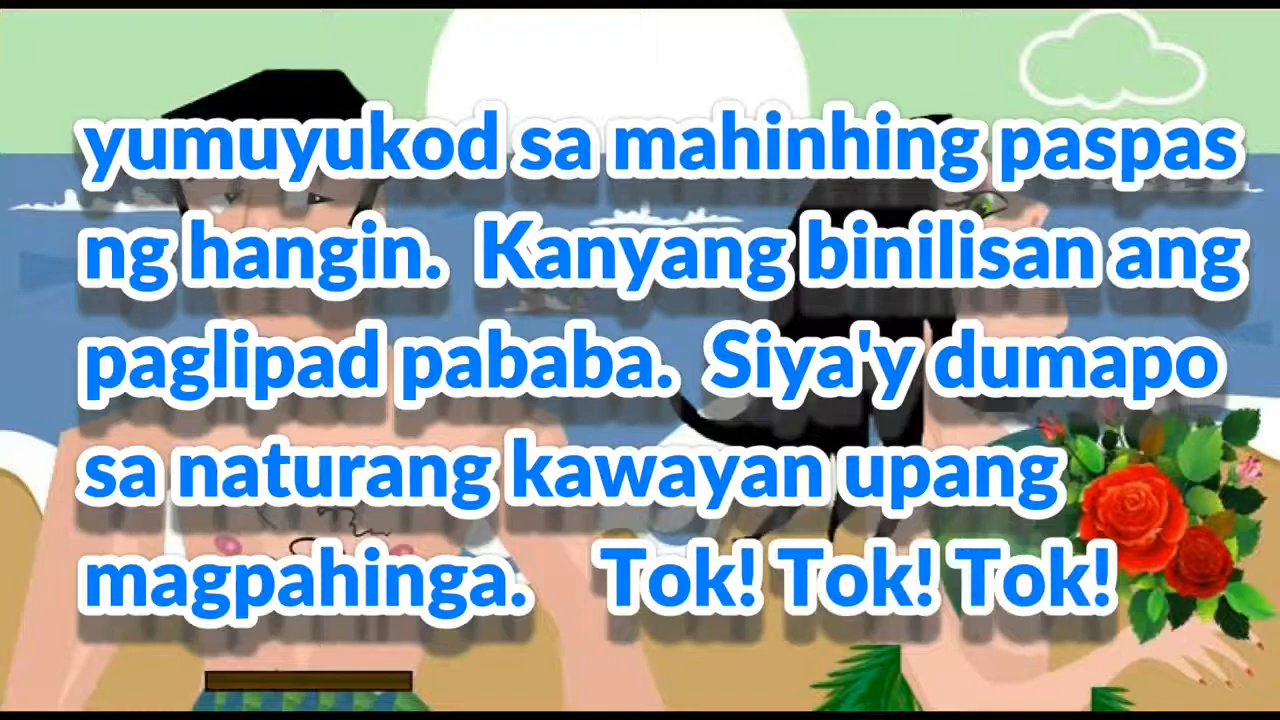 yumuyukod sa mahinhing paspas
ng hangin. Kanyang binilisan ang
paglipad pababa. Siya'y dumapo
sa naturang kawayan upang
magpahinga. Tok! Tok! Tok!